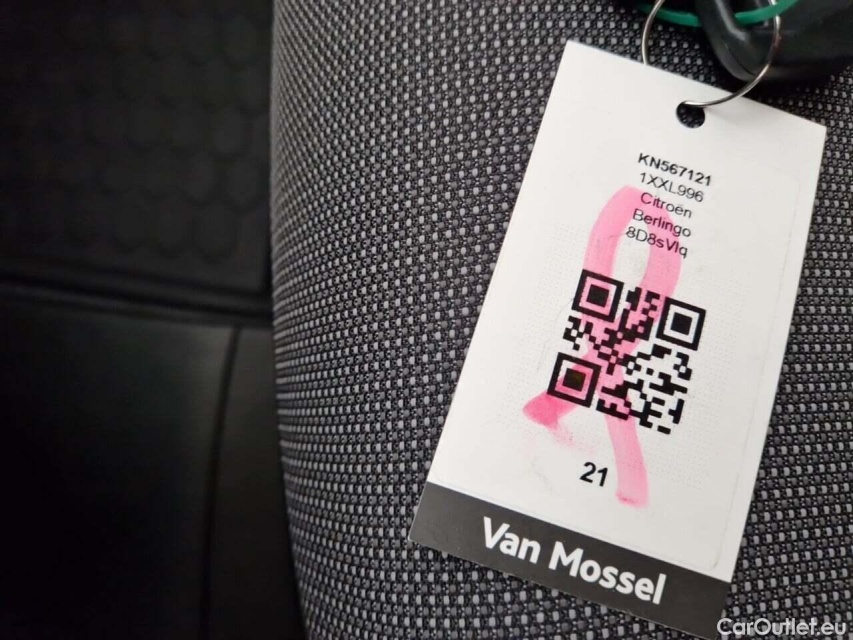 KN567121
1XXL996
Citroën
Berlingo
8D8sVlq
21
Van Mossel
CarOutlet.eu